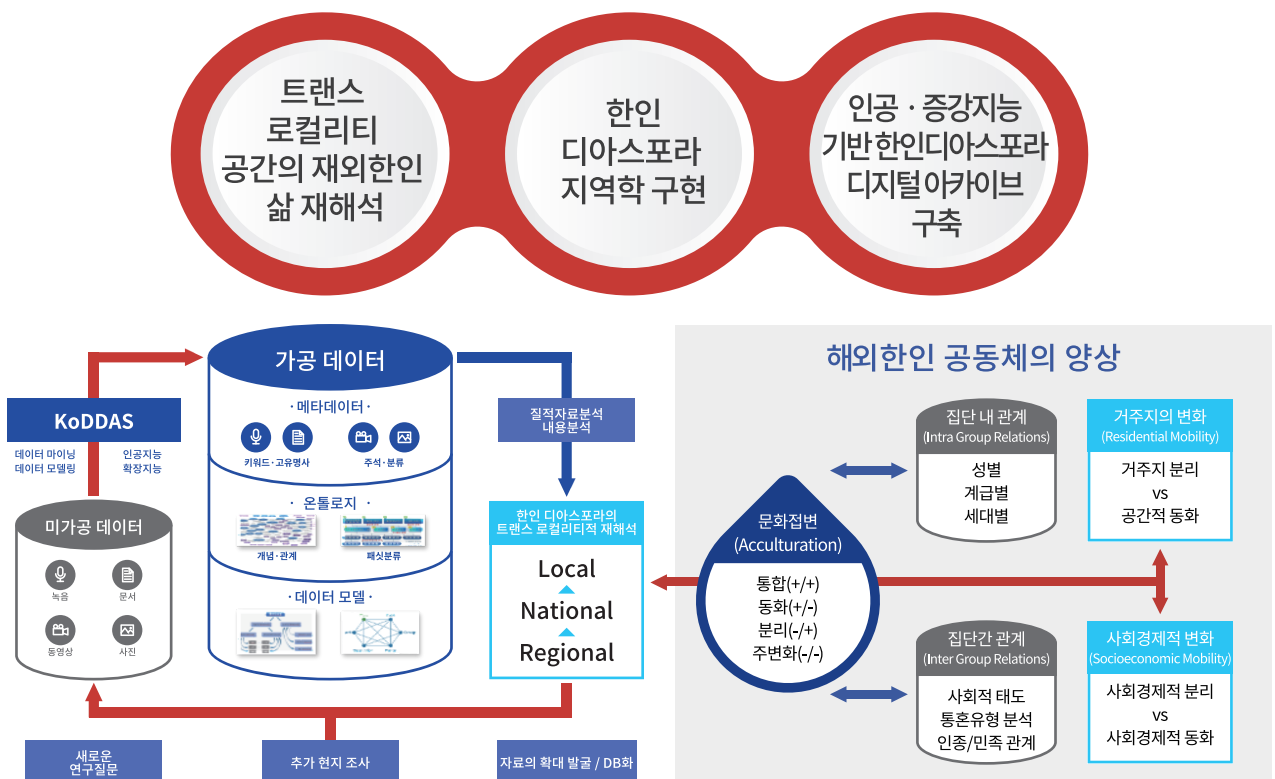 트랜스
로컬리티
공간의 재외한인
삶 재해석
한인
디아스포라
지역학 구현
인공 · 증강지능
기반 한인디아스포라
디지털 아카이브
구축
KoDDAS
데이터 마이닝
데이터 모델링
인공지능
확장지능
미가공 데이터
녹음
문서
동영상
사진
가공 데이터
· 메타데이터 ·
키워드 · 고유명사
주석 · 분류
· 온톨로지 ·
개념 · 관계
패싯분류
· 데이터 모델 ·
질적자료분석
내용분석
한인 디아스포라의
트랜스 로컬리티적 재해석
Local
National
Regional
새로운
연구질문
추가 현지 조사
자료의 확대 발굴 / DB화
해외한인 공동체의 양상
문화접변
(Acculturation)
통합(+/+)
동화(+/-)
분리(-/+)
주변화(-/-)
집단 내 관계
(Intra Group Relations)
성별
계급별
세대별
거주지의 변화
(Residential Mobility)
거주지 분리
vs
공간적 동화
집단간 관계
(Inter Group Relations)
사회적 태도
통혼유형 분석
인종/민족 관계
사회경제적 변화
(Socioeconomic Mobility)
사회경제적 분리
vs
사회경제적 동화